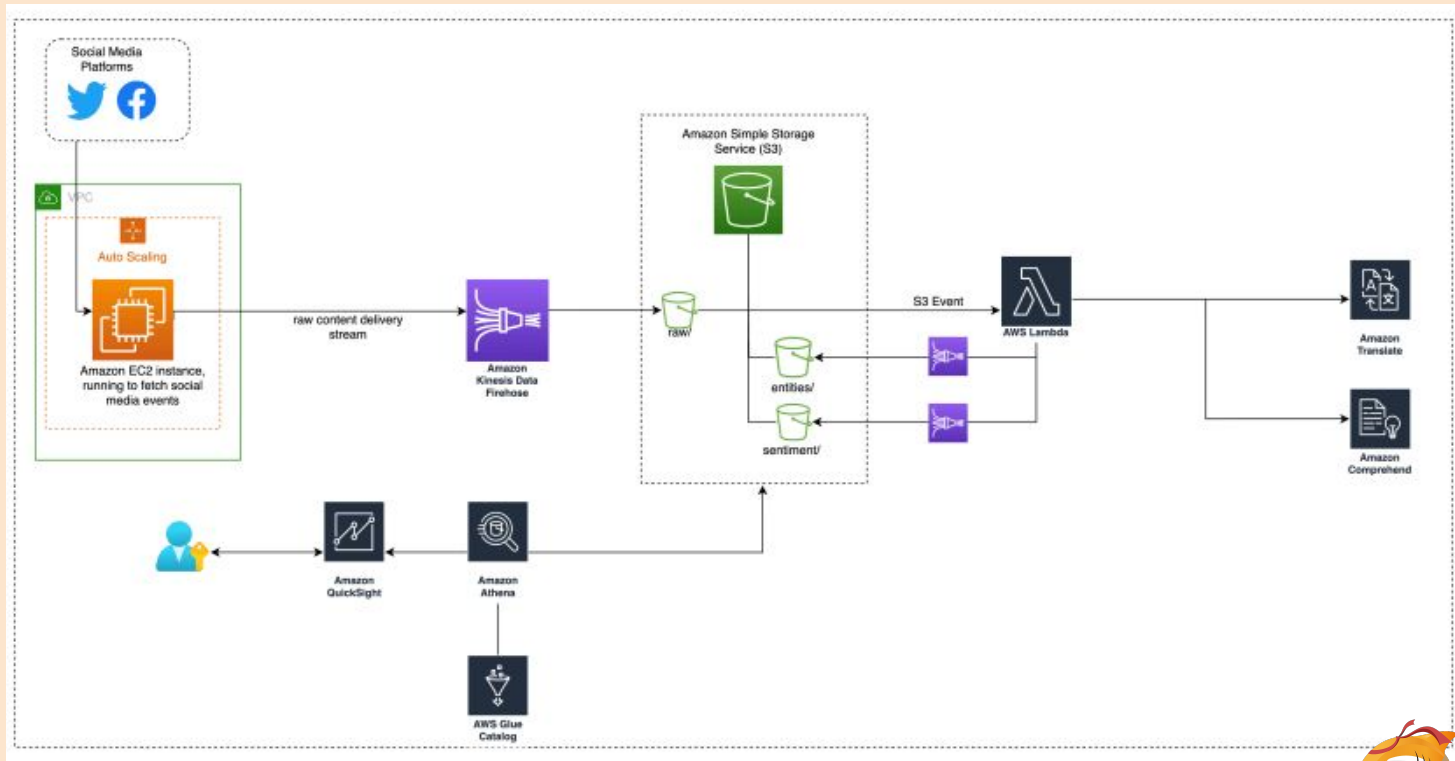 Social Media
Platforms
VPC
Auto Scaling
Amazon EC2 instance,
running to fetch social
media events
raw content delivery
stream
Amazon
Kinesis Data
Firehose
Amazon Simple Storage
Service (S3)
raw/
entities/
sentiment/
S3 Event
AWS Lambda
Amazon
Translate
Amazon
Comprehend
Amazon
QuickSight
Amazon
Athena
AWS Glue
Catalog